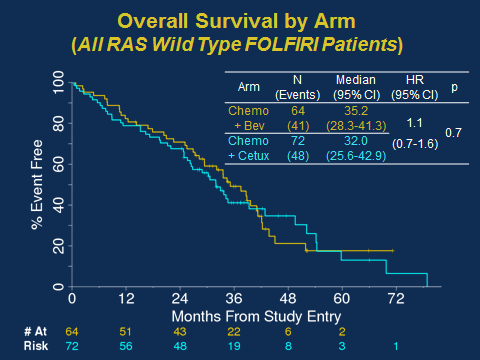 Overall Survival by Arm
(All RAS Wild Type FOLFIRI Patients)
Arm N (Events) Median (95% CI) HR (95% CI) p
Chemo + Bev 64 (41) 35.2 (28.3-41.3) 1.1 (0.7-1.6) 0.7
Chemo + Cetux 72 (48) 32.0 (25.6-42.9)
% Event Free
100
80
60
40
20
0
0 12 24 36 48 60 72
Months From Study Entry
# At Risk
64 51 43 22 6 2
72 56 48 19 8 3 1